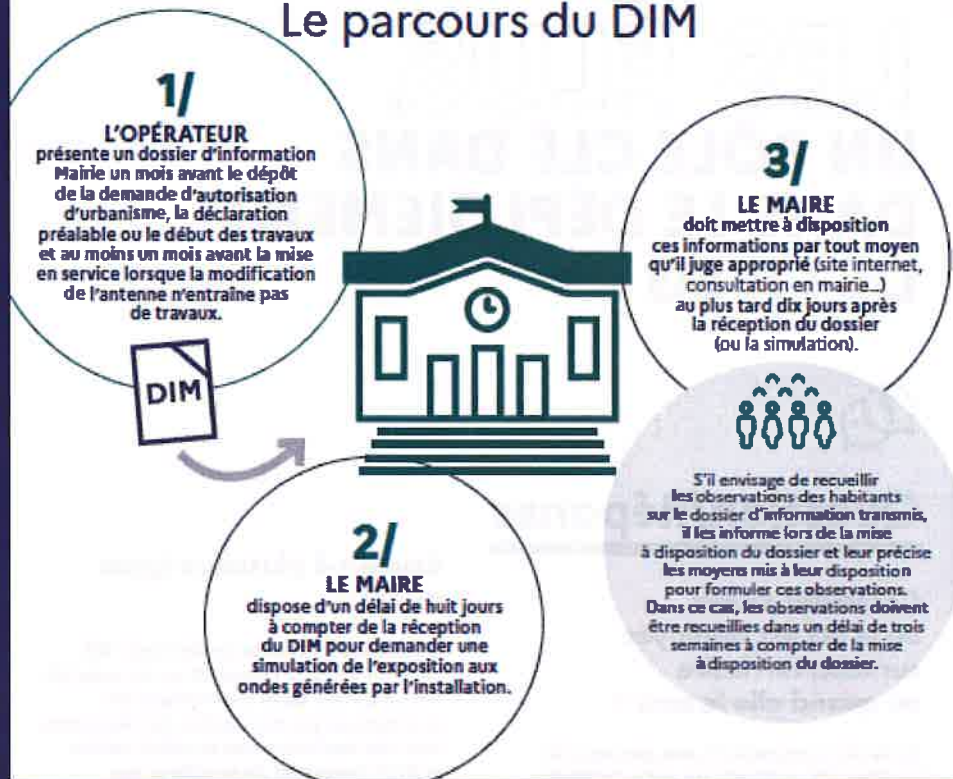 Le parcours du DIM
1/
L'OPÉRATEUR
présente un dossier d'information
Mairie un mois avant le dépôt
de la demande d'autorisation
d'urbanisme, la déclaration
préalable ou le début des travaux
et au moins un mois avant la mise
en service lorsque la modification
de l'antenne n'entraîne pas
de travaux.
DIM
2/
LE MAIRE
dispose d'un délai de huit jours
à compter de la réception
du DIM pour demander une
simulation de l'exposition aux
ondes générées par l'installation.
3/
LE MAIRE
doit mettre à disposition
ces informations par tout moyen
qu'il juge approprié (site internet,
consultation en mairie...)
au plus tard dix jours après
la réception du dossier
(ou la simulation).
S'il envisage de recueillir
les observations des habitants
sur le dossier d'information transmis,
il les informe lors de la mise
à disposition du dossier et leur précise
les moyens mis à leur disposition
pour formuler ces observations.
Dans ce cas, les observations doivent
être recueillies dans un délai de trois
semaines à compter de la mise
à disposition du dossier.